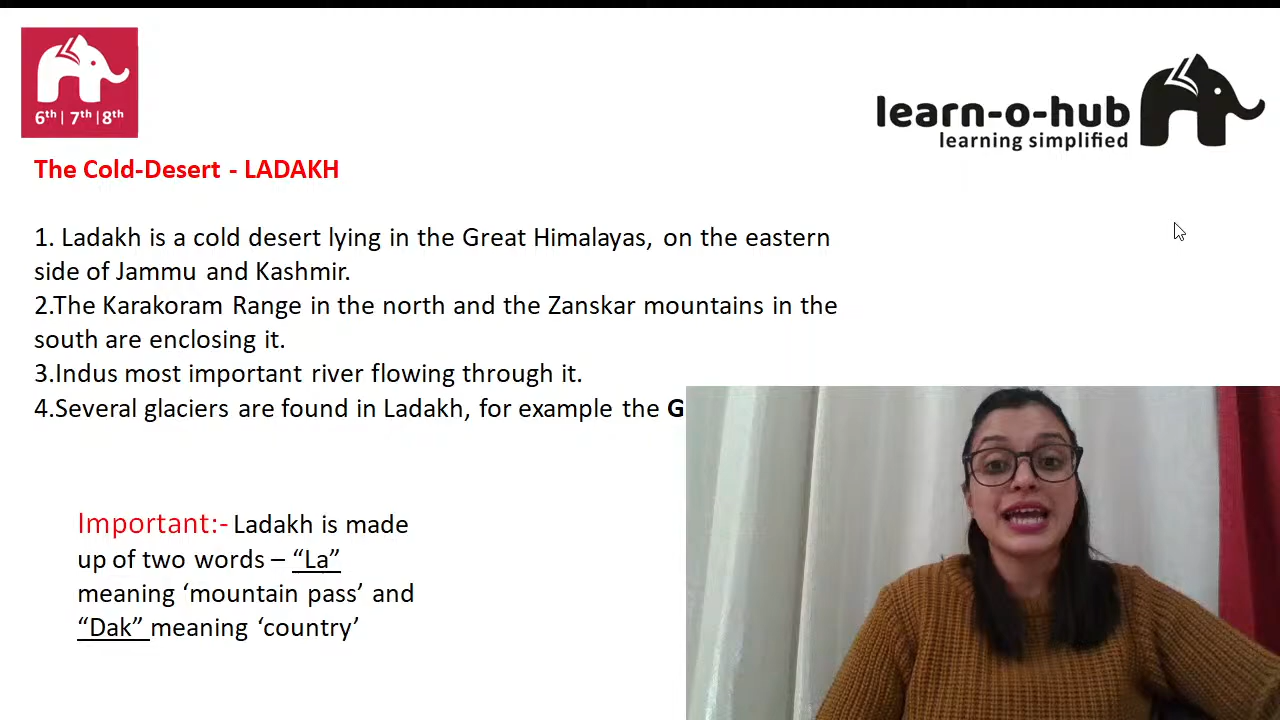 6th | 7th | 8th
learn-o-hub
learning simplified
The Cold-Desert - LADAKH
1. Ladakh is a cold desert lying in the Great Himalayas, on the eastern
side of Jammu and Kashmir.
2.The Karakoram Range in the north and the Zanskar mountains in the
south are enclosing it.
3.Indus most important river flowing through it.
4.Several glaciers are found in Ladakh, for example the G
Important:- Ladakh is made
up of two words – “La”
meaning ‘mountain pass’ and
“Dak” meaning ‘country’